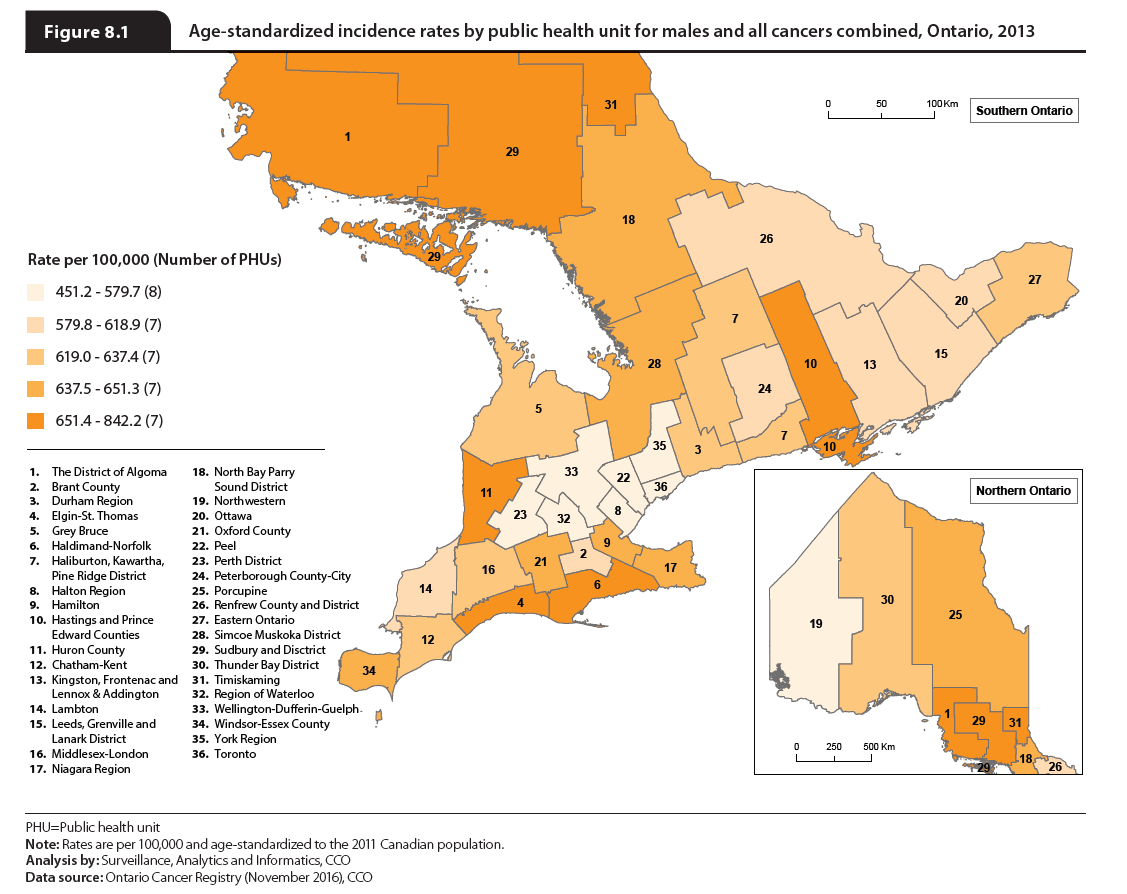 Figure 8.1
Age-standardized incidence rates by public health unit for males and all cancers combined, Ontario, 2013
0 50 100 Km
Southern Ontario
31
1
29
18
26
29
27
20
7
15
28
10
13
24
5
7
10
35
3
33
22
36
11
23
32
8
9
2
21
16
17
6
14
4
12
34
Rate per 100,000 (Number of PHUs)
451.2 - 579.7 (8)
579.8 - 618.9 (7)
619.0 - 637.4 (7)
637.5 - 651.3 (7)
651.4 - 842.2 (7)
1. The District of Algoma
2. Brant County
3. Durham Region
4. Elgin-St. Thomas
5. Grey Bruce
6. Haldimand-Norfolk
7. Haliburton, Kawartha,
Pine Ridge District
8. Halton Region
9. Hamilton
10. Hastings and Prince
Edward Counties
11. Huron County
12. Chatham-Kent
13. Kingston, Frontenac and
Lennox & Addington
14. Lambton
15. Leeds, Grenville and
Lanark District
16. Middlesex-London
17. Niagara Region
18. North Bay Parry
Sound District
19. Northwestern
20. Ottawa
21. Oxford County
22. Peel
23. Perth District
24. Peterborough County-City
25. Porcupine
26. Renfrew County and District
27. Eastern Ontario
28. Simcoe Muskoka District
29. Sudbury and Disctrict
30. Thunder Bay District
31. Timiskaming
32. Region of Waterloo
33. Wellington-Dufferin-Guelph
34. Windsor-Essex County
35. York Region
36. Toronto
Northern Ontario
30
25
19
1
29
31
18
29
26
0 250 500 Km
PHU=Public health unit
Note: Rates are per 100,000 and age-standardized to the 2011 Canadian population.
Analysis by: Surveillance, Analytics and Informatics, CCO
Data source: Ontario Cancer Registry (November 2016), CCO